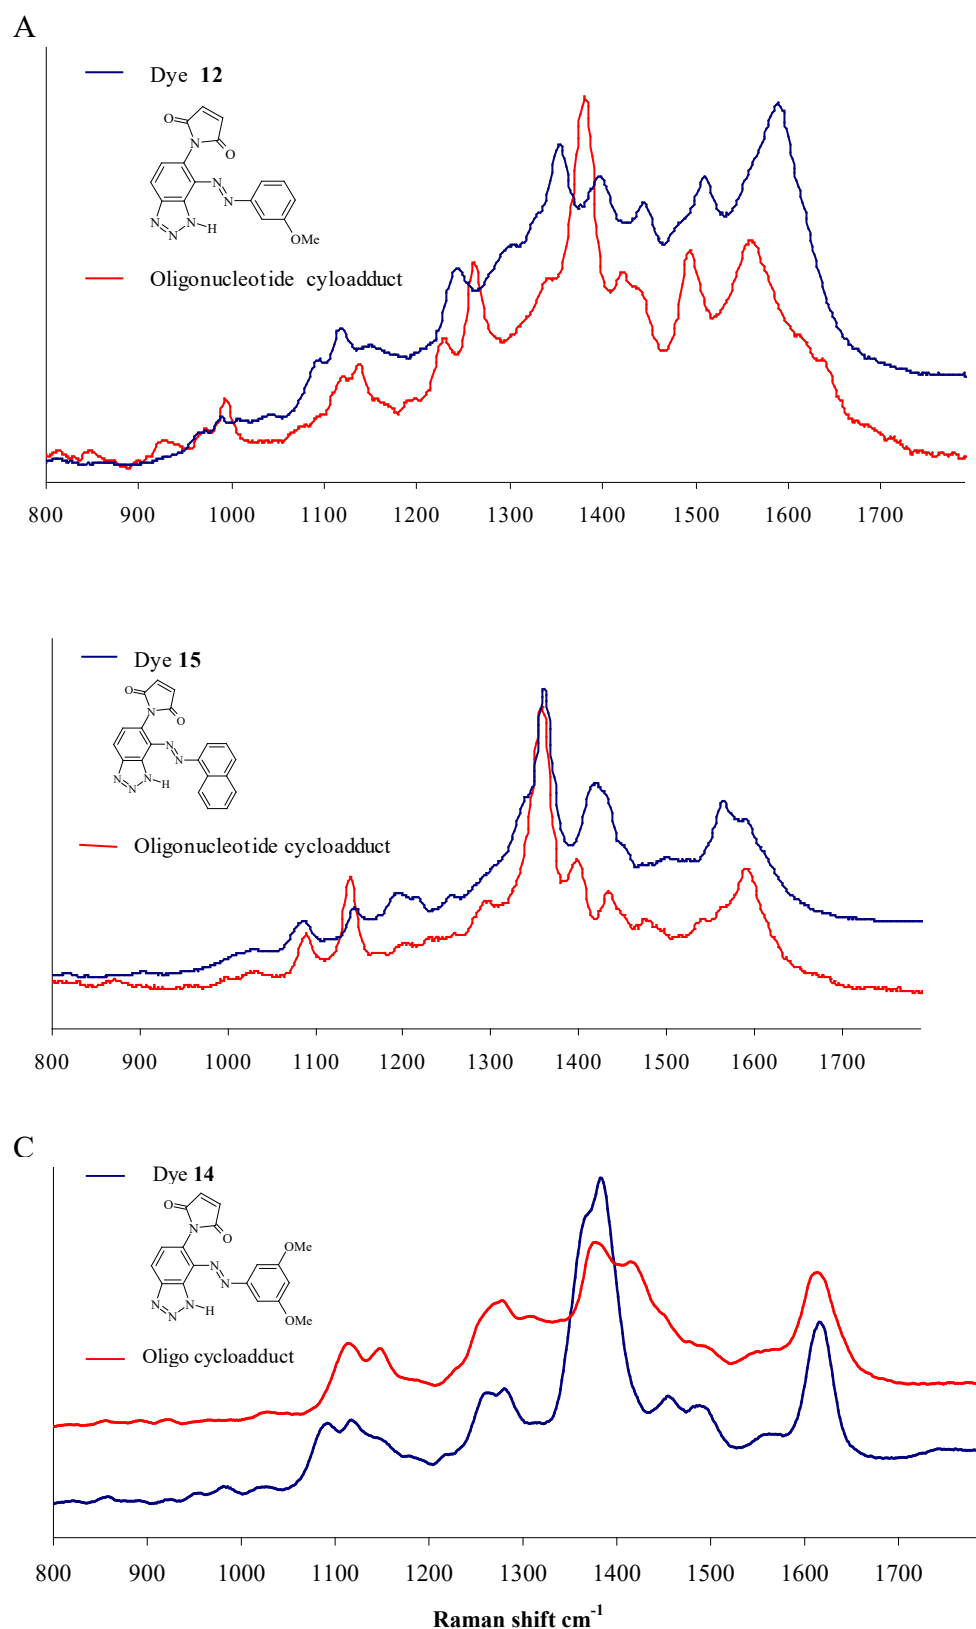 A
Dye 12
O
N
O
N
N
N
N
N-H
OMe
Oligonucleotide cyloadduct
800 900 1000 1100 1200 1300 1400 1500 1600 1700
Dye 15
O
N
O
N
N
N
N
N-H
Oligonucleotide cycloadduct
800 900 1000 1100 1200 1300 1400 1500 1600 1700
C
Dye 14
O
N
O
OMe
N
N
N
N
N-H
OMe
Oligo cycloadduct
800 900 1000 1100 1200 1300 1400 1500 1600 1700
Raman shift cm-1